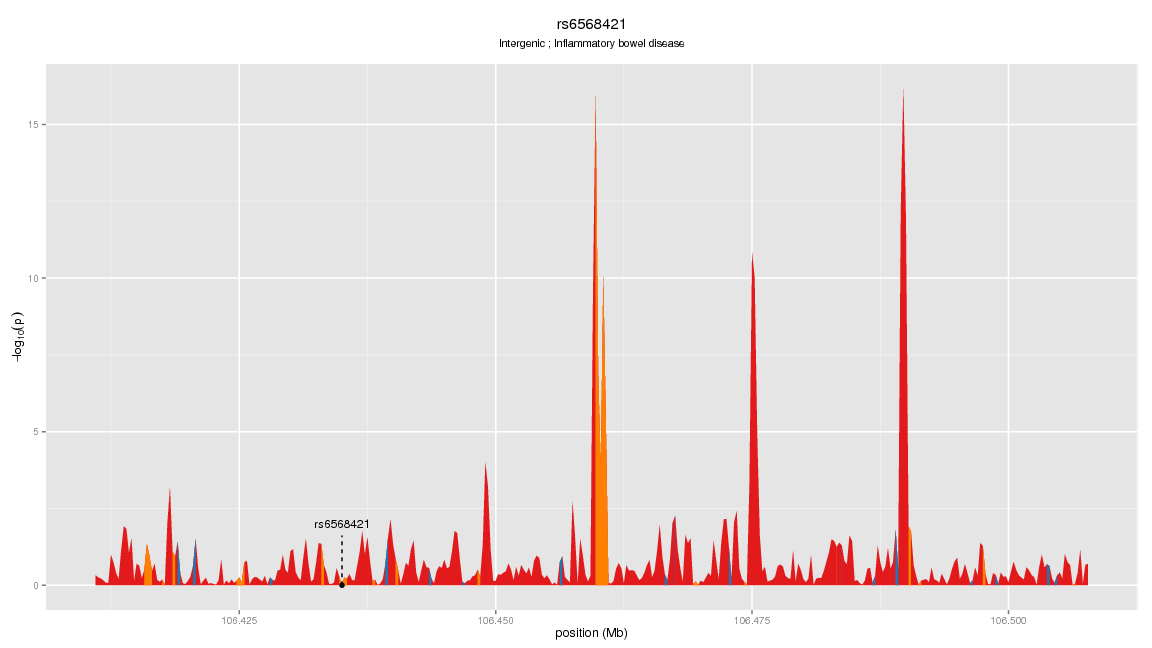 rs6568421
Intergenic ; Inflammatory bowel disease
−log10(p)
15
10
5
0
rs6568421
106.425
106.450
106.475
106.500
position (Mb)